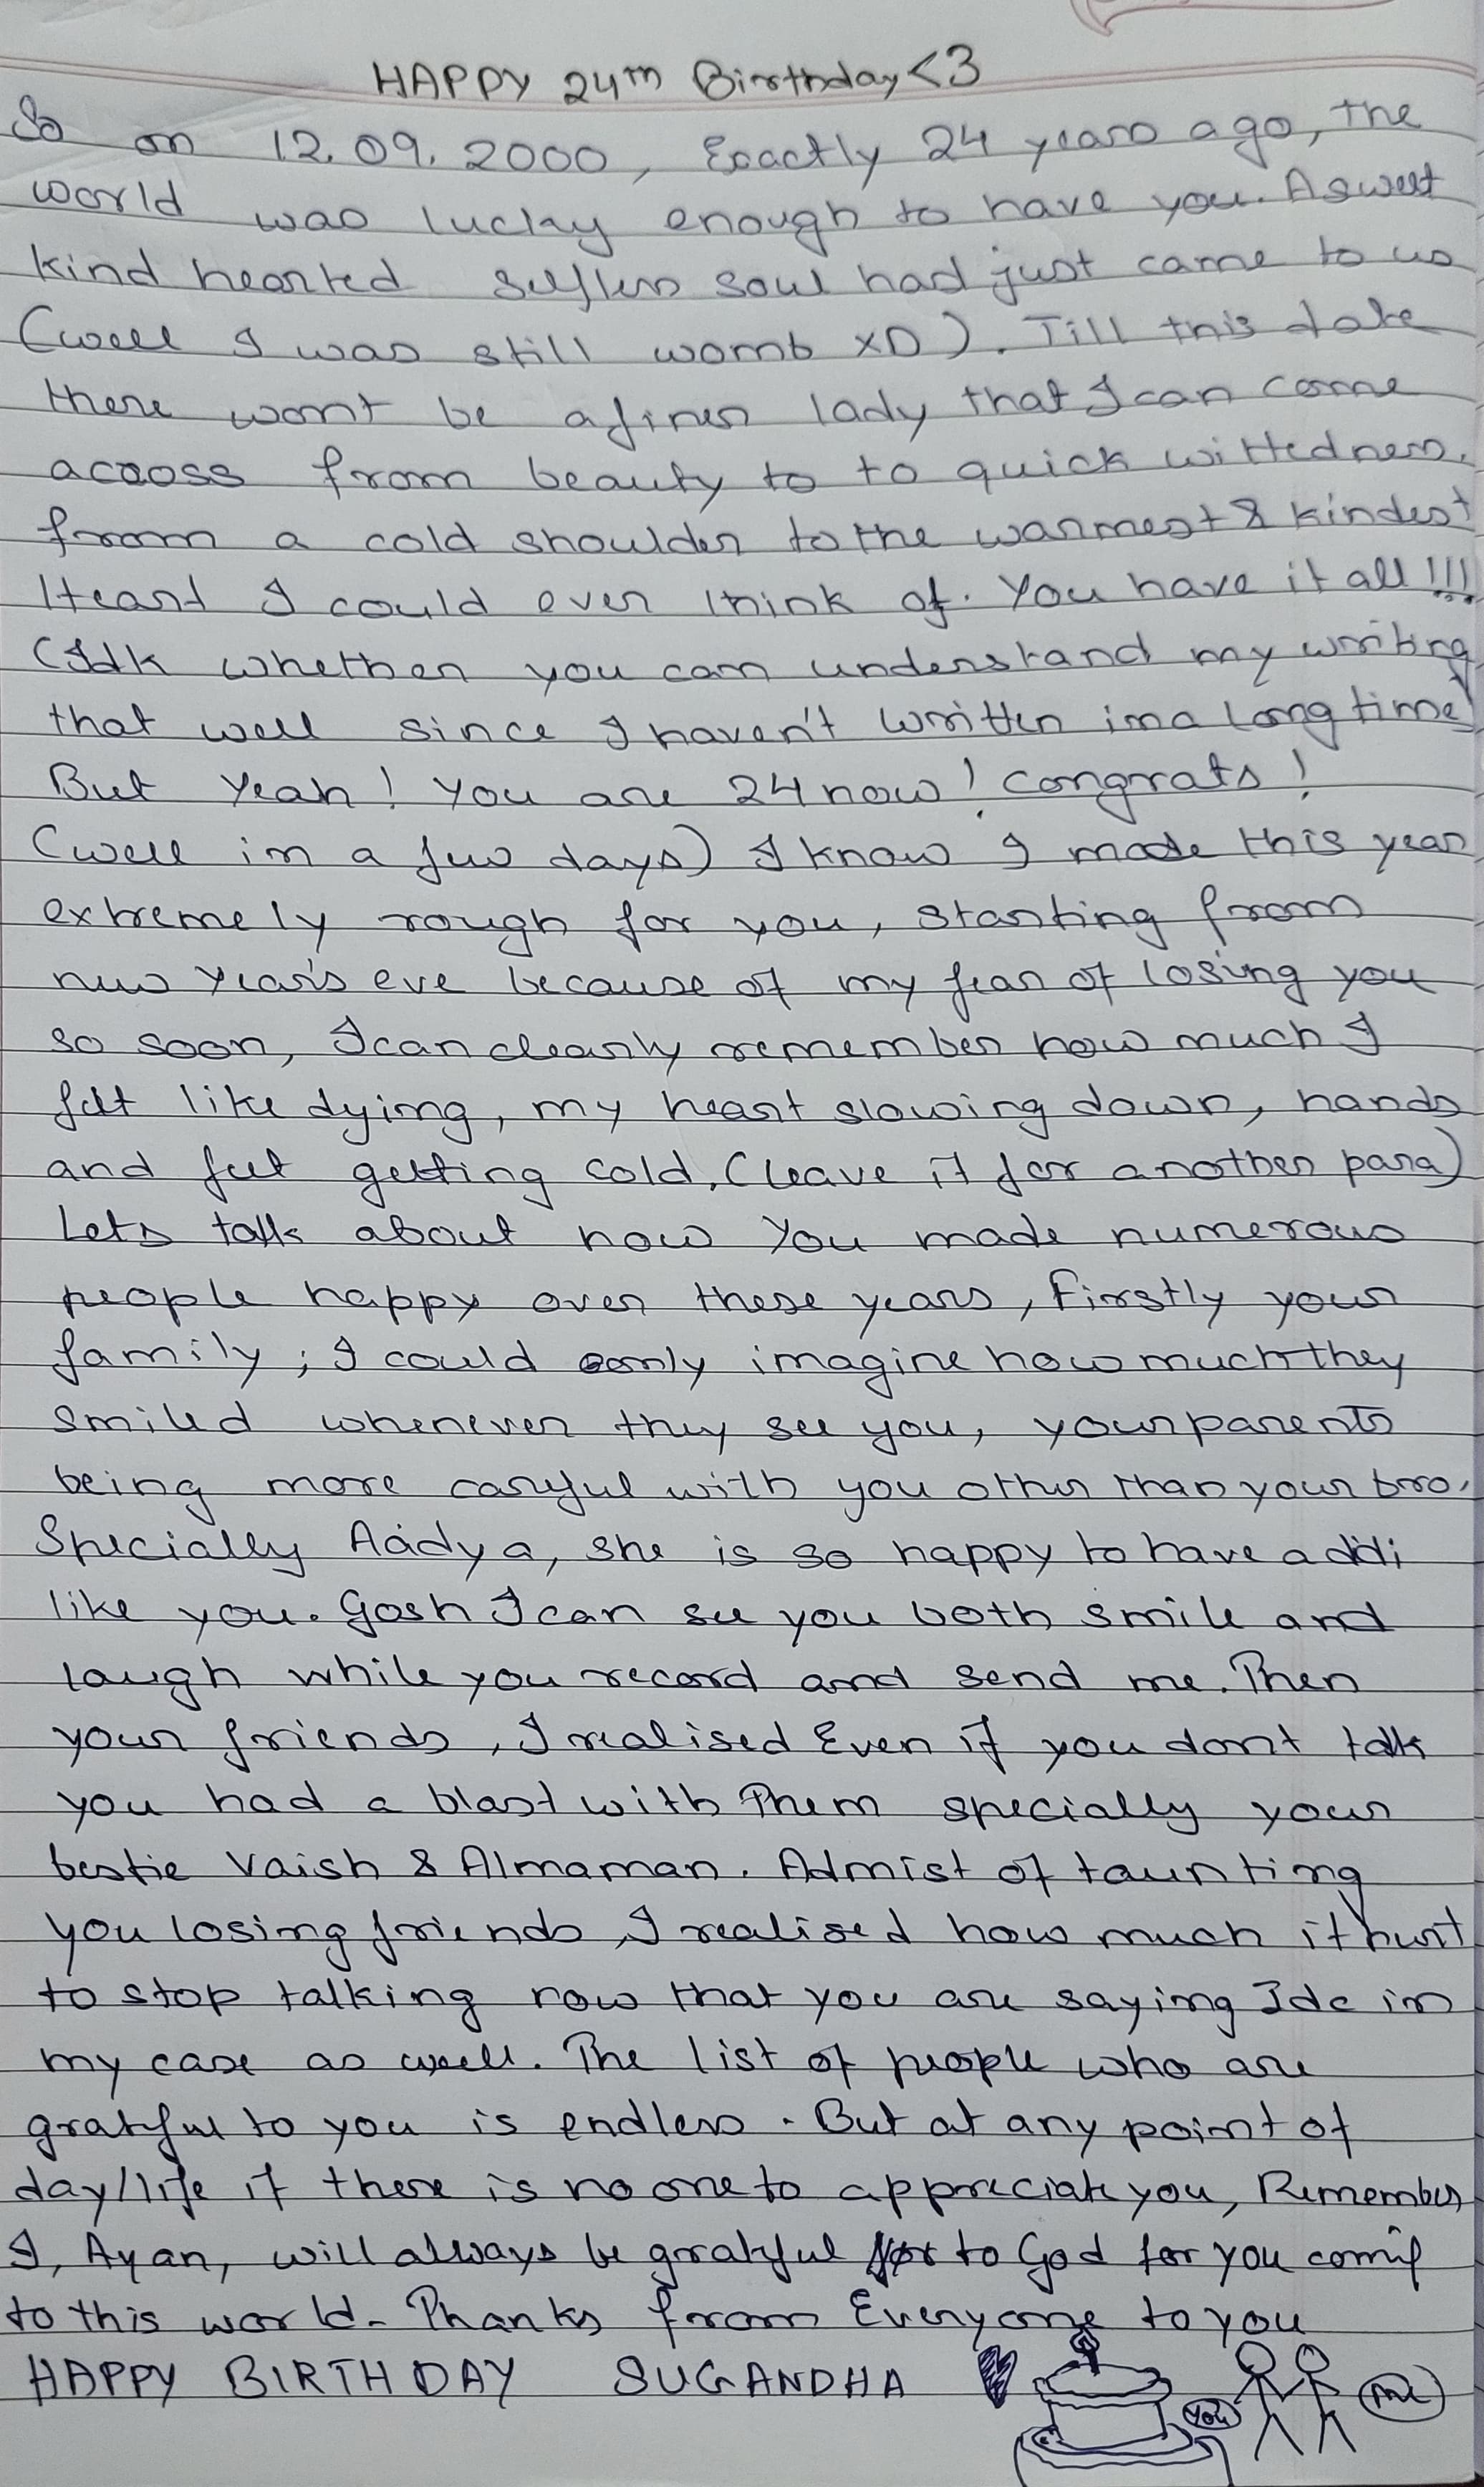 HAPPY 24th Birthday <3
So on 12.09.2000, Exactly 24 years ago, the
world was lucky enough to have you. A sweet
kind hearted selfless soul had just came to us
(well I was still womb XD). Till this date
there wont be a finer lady that I can come
across from beauty to to quick wittedness.
from a cold shoulder to the warmest & kindest
Heart I could ever think of. You have it all!!!
(Idk whether you can understand my writing
that well since I haven't written in a long time)
But Yeah! You are 24 now! Congrats!
(well in a few days) I know I made this year
extremely rough for you, starting from
new year's eve because of my fear of losing you
so soon, I can clearly remember how much I
felt like dying, my heart slowing down, hands
and feet getting cold. (leave it for another para)
Lets talk about how You made numerous
people happy over these years, Firstly your
family; I could only imagine how much they
smiled whenever they see you, your parents
being more careful with you other than your bro.
Specially Aadya, she is so happy to have a didi
like you. Gosh I can see you both smile and
laugh while you record and send me. Then
your friends, I realised Even if you dont talk
you had a blast with them specially your
bestie Vaish & Almaman. Admist of taunting
you losing friends, I realised how much it hurt
to stop talking now that you are saying Idc in
my case as well. The list of people who are
grateful to you is endless. But at any point of
day/life if there is no one to appreciate you, Remember
I, Ayan, will always be grateful to God for you coming
to this world. Thanks from Everyone to you
HAPPY BIRTHDAY SUGANDHA
You
me